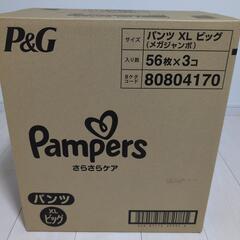 P&G
サイズ パンツ XL ビッグ
(メガジャンボ)
入り数 56枚×3コ
80804170
Pampers
さらさらケア
パンツ
XL
ビッグ